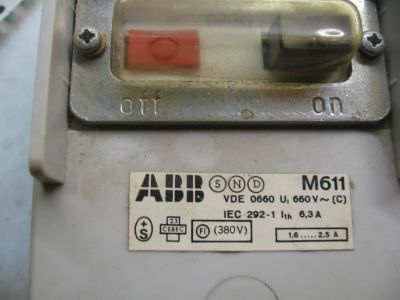 off on
ABB S N D M611
VDE 0660 Ui 660V~(C)
IEC 292-1 Ith 6,3A
+S 23 CEBEC FI (380V) 1,6.....2,5 A